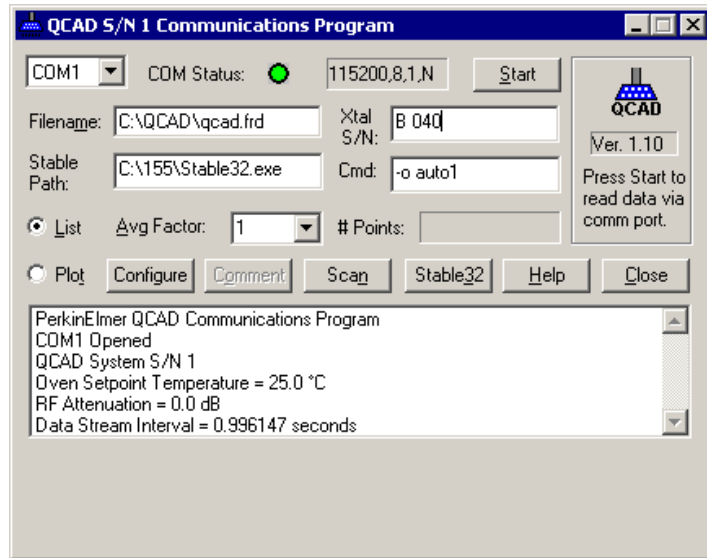 QCAD S/N 1 Communications Program
COM1 COM Status: 115200,8,1,N Start
Filename: C:\QCAD\qcad.frd Xtal S/N: B 040
Stable Path: C:\155\Stable32.exe Cmd: -o auto1
List Avg Factor: 1 # Points:
Plot Configure Comment Scan Stable32 Help Close
QCAD
Ver. 1.10
Press Start to
read data via
comm port.
PerkinElmer QCAD Communications Program
COM1 Opened
QCAD System S/N 1
Oven Setpoint Temperature = 25.0 °C
RF Attenuation = 0.0 dB
Data Stream Interval = 0.996147 seconds